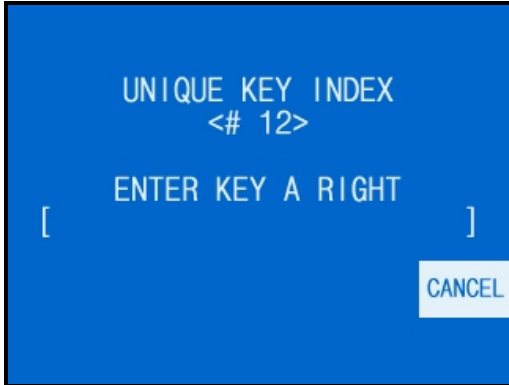 UNIQUE KEY INDEX
<# 12>
ENTER KEY A RIGHT
[ ]
CANCEL